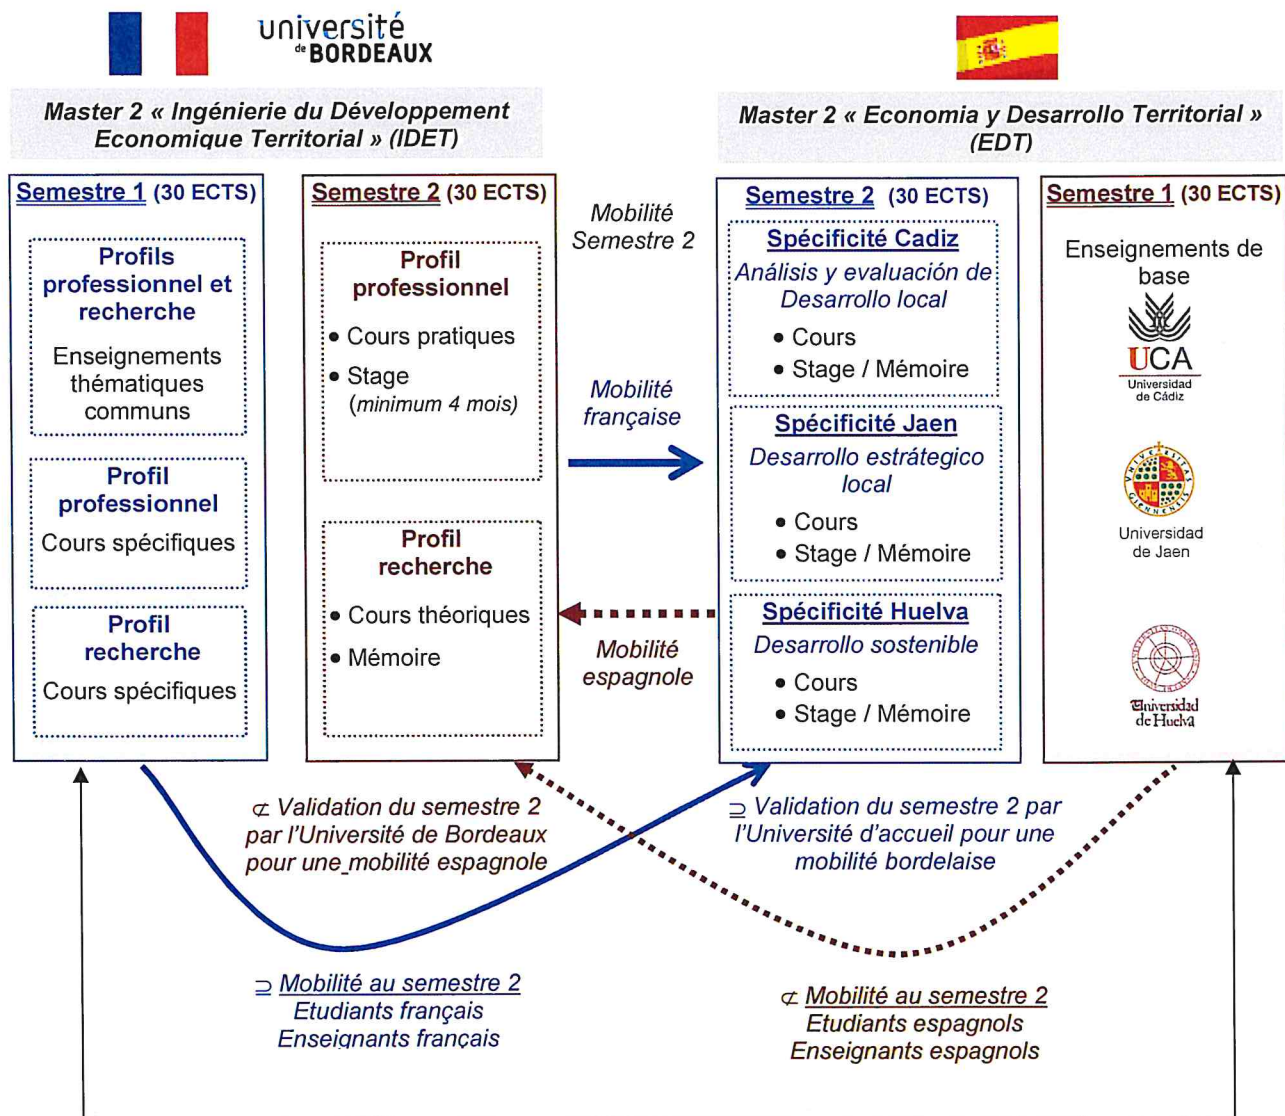 université
de BORDEAUX
Master 2 « Ingénierie du Développement
Economique Territorial » (IDET)
Master 2 « Economia y Desarrollo Territorial »
(EDT)
Semestre 1 (30 ECTS)
Profils
professionnel et
recherche
Enseignements
thématiques
communs
Profil
professionnel
Cours spécifiques
Profil
recherche
Cours spécifiques
Semestre 2 (30 ECTS)
Profil
professionnel
• Cours pratiques
• Stage
(minimum 4 mois)
Profil
recherche
• Cours théoriques
• Mémoire
Mobilité
Semestre 2
Mobilité
française
Mobilité
espagnole
Semestre 2 (30 ECTS)
Spécificité Cadiz
Análisis y evaluación de
Desarrollo local
• Cours
• Stage / Mémoire
Spécificité Jaen
Desarrollo estrátegico
local
• Cours
• Stage / Mémoire
Spécificité Huelva
Desarrollo sostenible
• Cours
• Stage / Mémoire
Semestre 1 (30 ECTS)
Enseignements de
base
UCA
Universidad
de Cádiz
Universidad
de Jaen
Universidad
de Huelva
⊄ Validation du semestre 2
par l'Université de Bordeaux
pour une_mobilité espagnole
⊇ Validation du semestre 2 par
l'Université d'accueil pour une
mobilité bordelaise
⊇ Mobilité au semestre 2
Etudiants français
Enseignants français
⊄ Mobilité au semestre 2
Etudiants espagnols
Enseignants espagnols